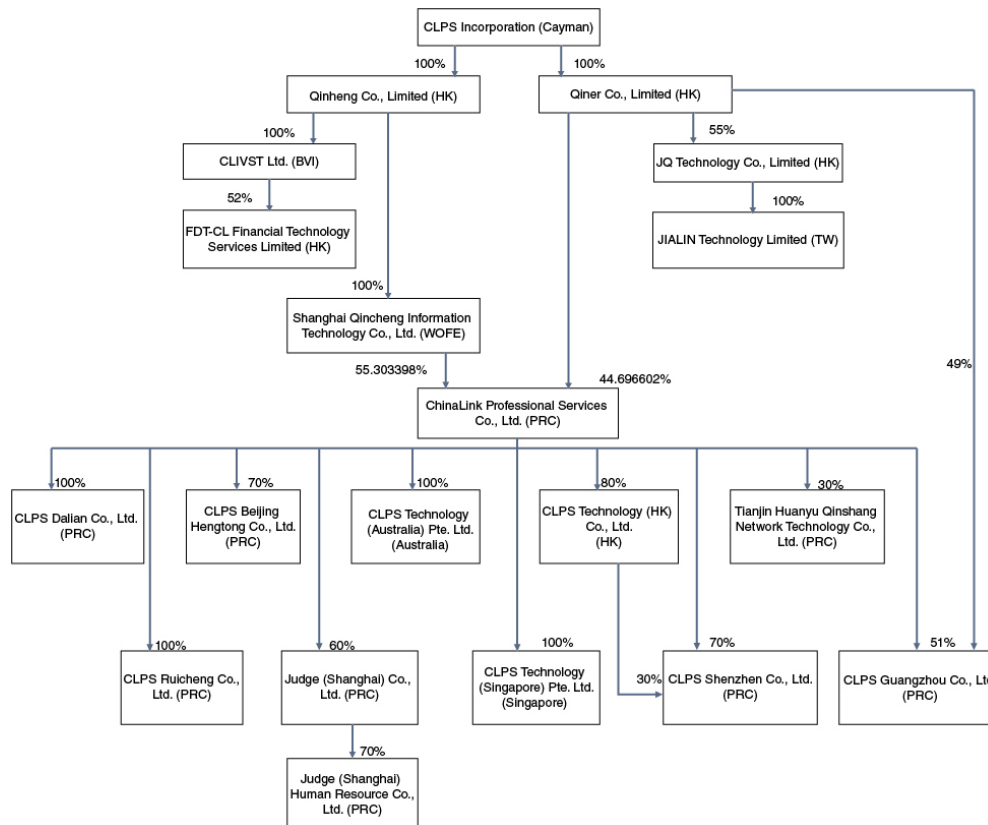 CLPS Incorporation (Cayman)
100%
100%
Qinheng Co., Limited (HK)
Qiner Co., Limited (HK)
100%
55%
CLIVST Ltd. (BVI)
JQ Technology Co., Limited (HK)
52%
100%
FDT-CL Financial Technology
Services Limited (HK)
JIALIN Technology Limited (TW)
100%
Shanghai Qincheng Information
Technology Co., Ltd. (WOFE)
55.303398%
44.696602%
49%
ChinaLink Professional Services
Co., Ltd. (PRC)
100%
70%
100%
80%
30%
CLPS Dalian Co., Ltd.
(PRC)
CLPS Beijing
Hengtong Co., Ltd.
(PRC)
CLPS Technology
(Australia) Pte. Ltd.
(Australia)
CLPS Technology (HK)
Co., Ltd.
(HK)
Tianjin Huanyu Qinshang
Network Technology Co.,
Ltd. (PRC)
100%
60%
100%
70%
51%
CLPS Ruicheng Co.,
Ltd. (PRC)
Judge (Shanghai) Co.,
Ltd. (PRC)
CLPS Technology
(Singapore) Pte. Ltd.
(Singapore)
30%
CLPS Shenzhen Co., Ltd.
(PRC)
CLPS Guangzhou Co., Ltd
(PRC)
70%
Judge (Shanghai)
Human Resource Co.,
Ltd. (PRC)